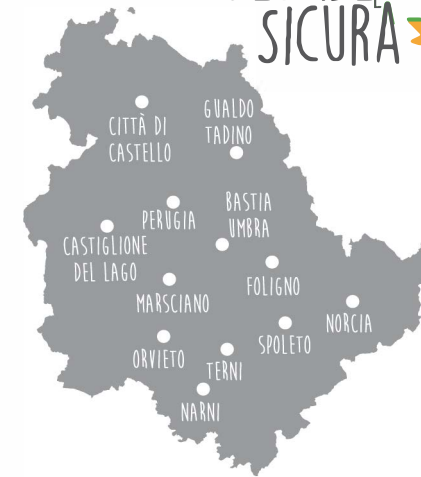 SICURA
CITTÀ DI
CASTELLO
GUALDO
TADINO
PERUGIA
BASTIA
UMBRA
CASTIGLIONE
DEL LAGO
MARSCIANO
FOLIGNO
NORCIA
SPOLETO
ORVIETO
TERNI
NARNI